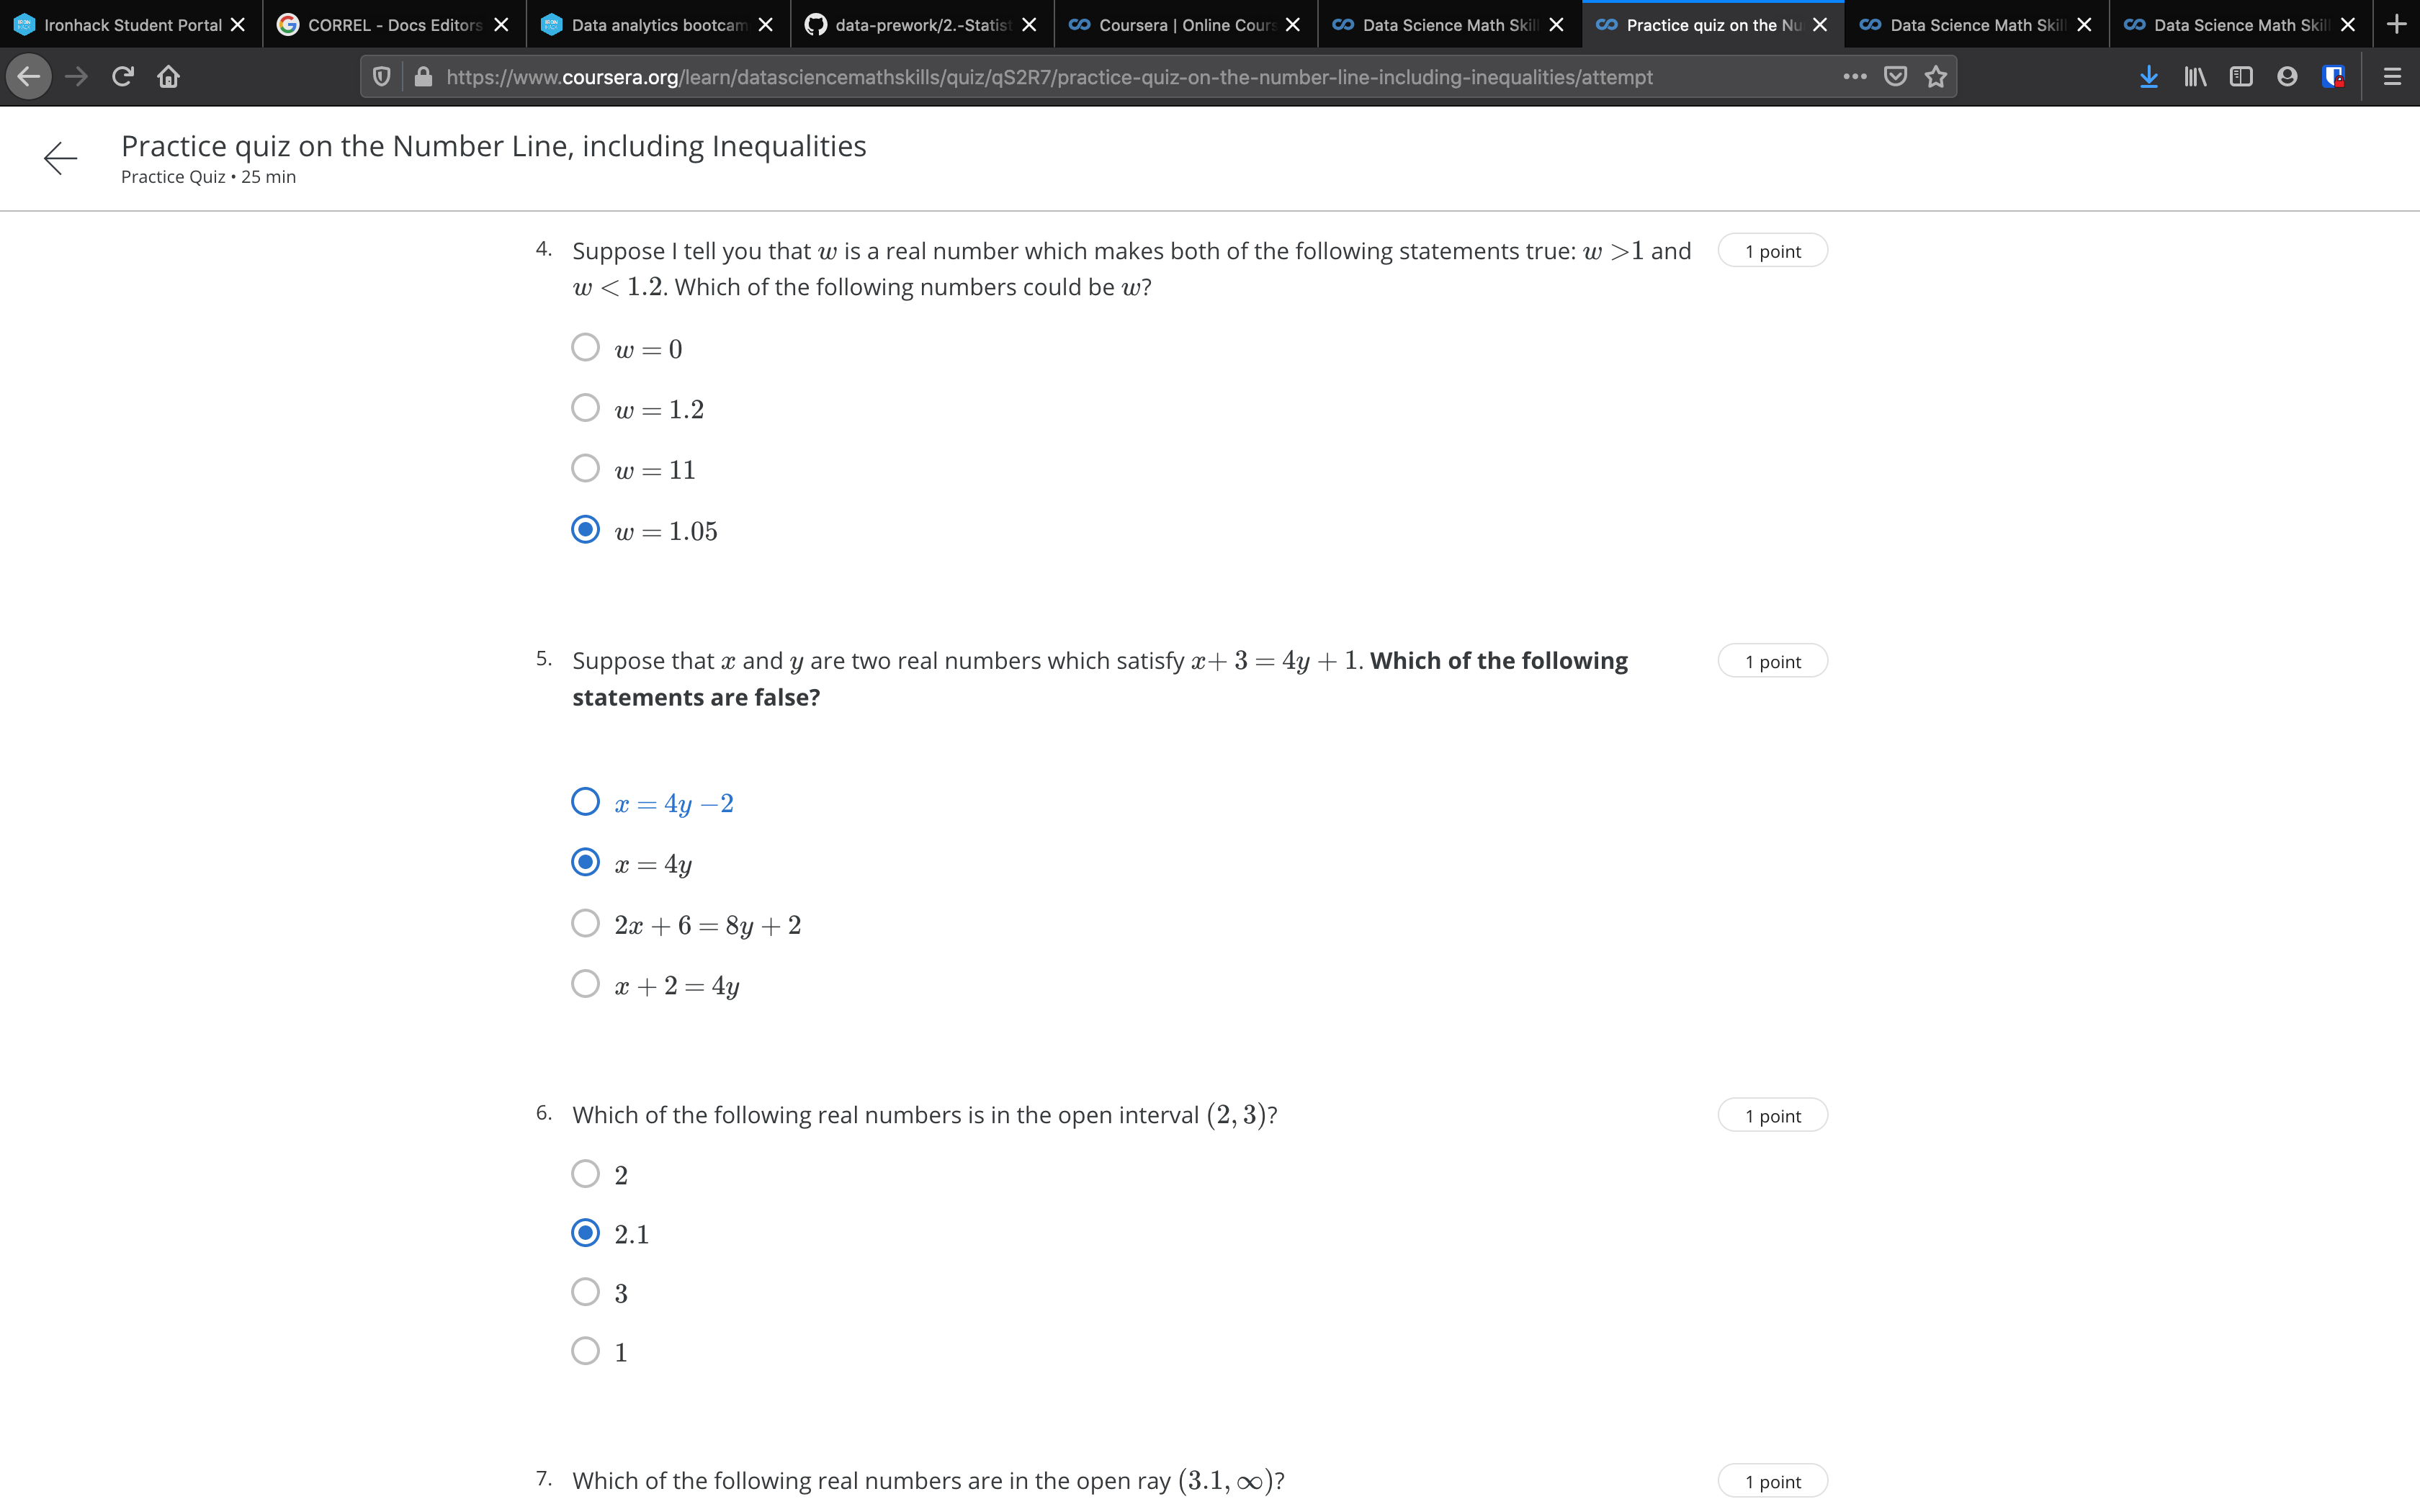 Ironhack Student Portal
CORREL - Docs Editors
Data analytics bootcam
data-prework/2.-Statist
Coursera | Online Cours
Data Science Math Skill
Practice quiz on the Nu
Data Science Math Skill
Data Science Math Skill
https://www.coursera.org/learn/datasciencemathskills/quiz/qS2R7/practice-quiz-on-the-number-line-including-inequalities/attempt
Practice quiz on the Number Line, including Inequalities
Practice Quiz • 25 min
4. Suppose I tell you that w is a real number which makes both of the following statements true: w >1 and
w < 1.2. Which of the following numbers could be w?
1 point
w = 0
w = 1.2
w = 11
w = 1.05
5. Suppose that x and y are two real numbers which satisfy x+ 3 = 4y + 1. Which of the following
statements are false?
1 point
x = 4y −2
x = 4y
2x + 6 = 8y + 2
x + 2 = 4y
6. Which of the following real numbers is in the open interval (2, 3)?
1 point
2
2.1
3
1
7. Which of the following real numbers are in the open ray (3.1, ∞)?
1 point